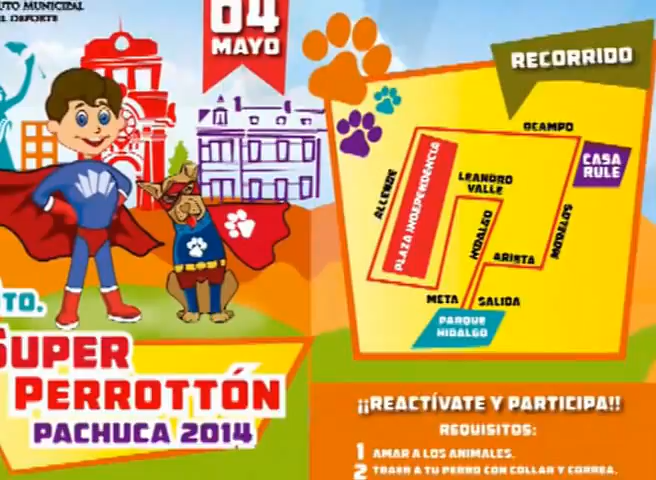 MUNICIPAL
DEPORTE
04
MAYO
TO.
SUPER
PERROTTÓN
PACHUCA 2014
RECORRIDO
OCAMPO
CASA
RULE
ALLENDE
PLAZA INDEPENDENCIA
LEANDRO
VALLE
HIDALGO
MORELOS
ARISTA
META
SALIDA
PARQUE
HIDALGO
¡¡REACTÍVATE Y PARTICIPA!!
REQUISITOS:
1 AMAR A LOS ANIMALES.
2 TRAER A TU PERRO CON COLLAR Y CORREA.